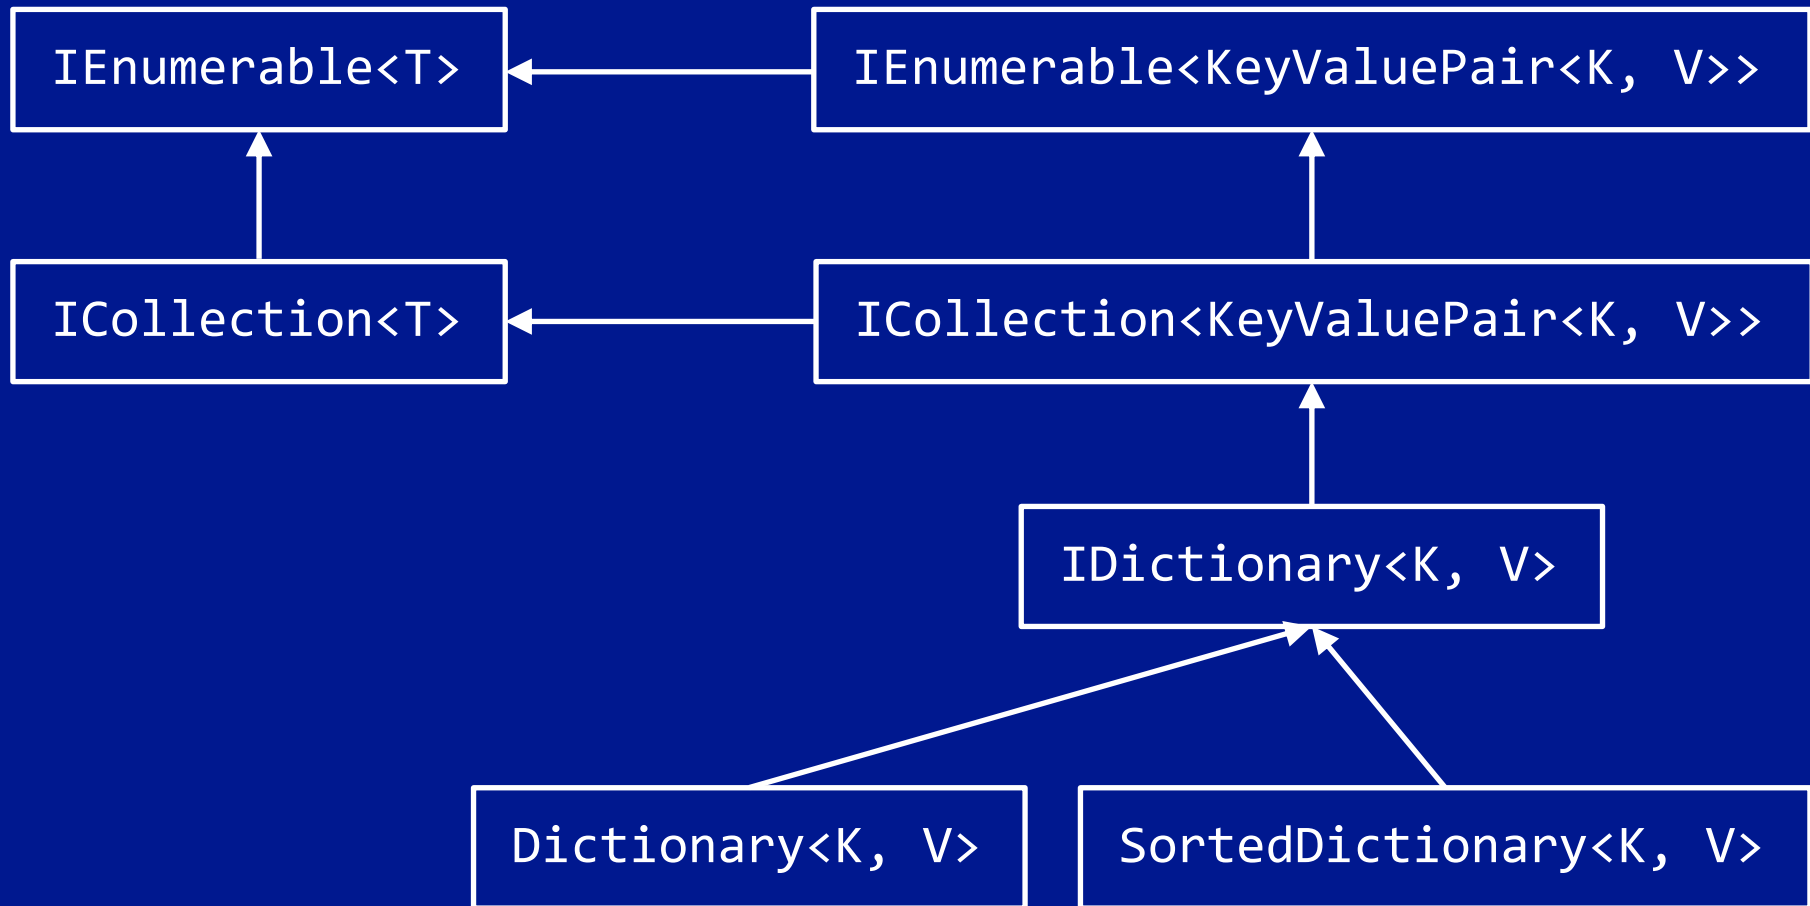 IEnumerable<T>
IEnumerable<KeyValuePair<K, V>>
ICollection<T>
ICollection<KeyValuePair<K, V>>
IDictionary<K, V>
Dictionary<K, V>
SortedDictionary<K, V>